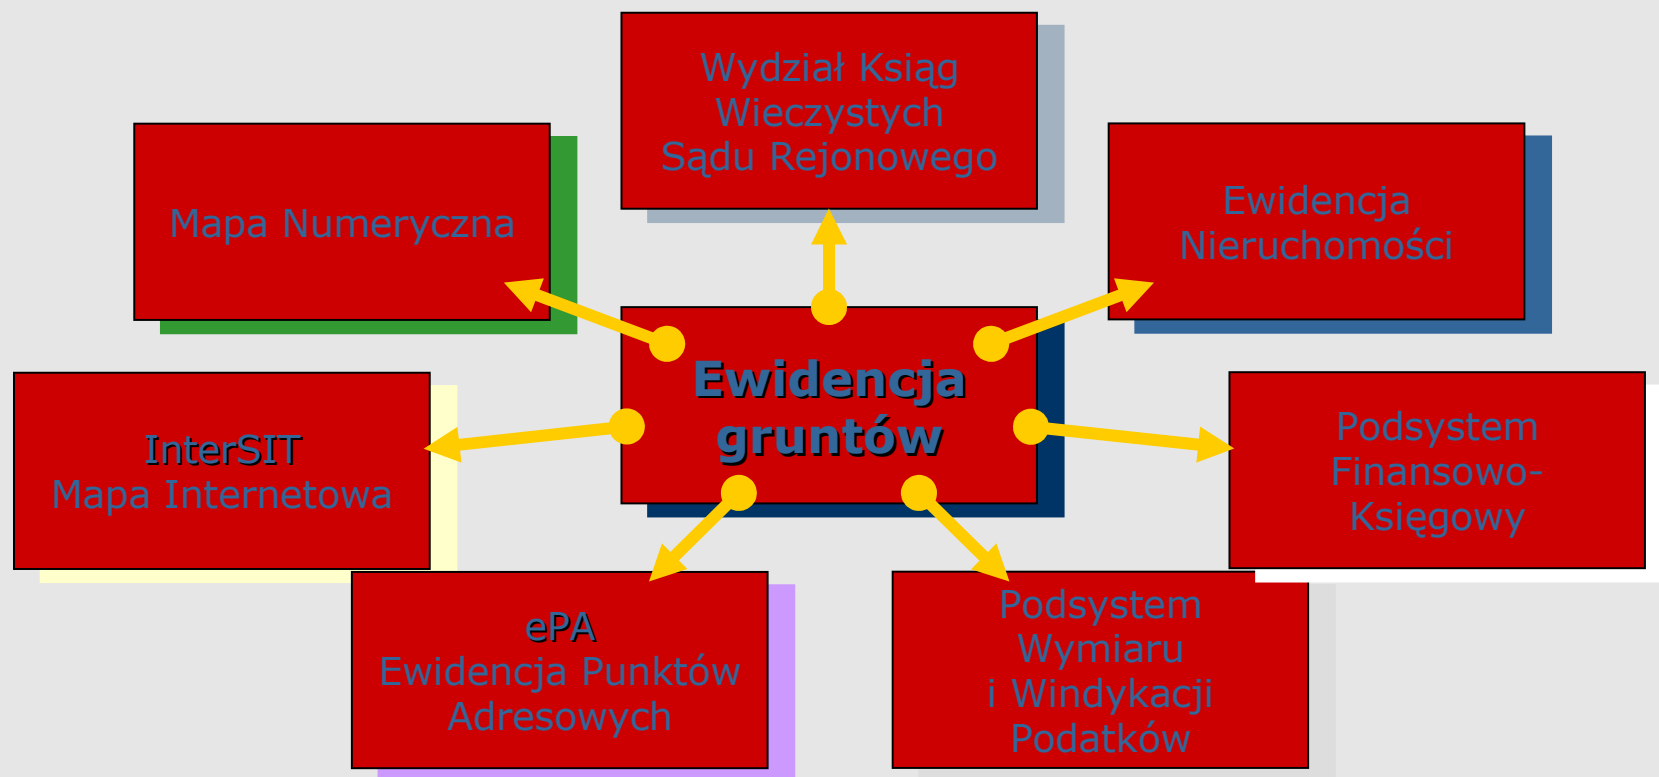 Wydział Ksiąg
Wieczystych
Sądu Rejonowego
Mapa Numeryczna
Ewidencja
Nieruchomości
Ewidencja
gruntów
InterSIT
Mapa Internetowa
Podsystem
Finansowo-
Księgowy
ePA
Ewidencja Punktów
Adresowych
Podsystem
Wymiaru
i Windykacji
Podatków